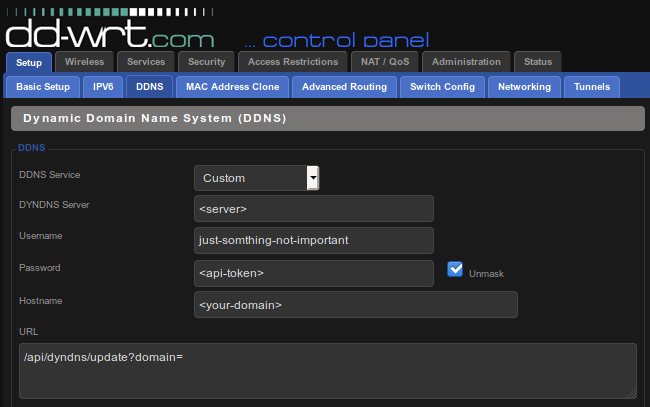 dd-wrt.com ... control panel
Setup Wireless Services Security Access Restrictions NAT / QoS Administration Status
Basic Setup IPV6 DDNS MAC Address Clone Advanced Routing Switch Config Networking Tunnels
Dynamic Domain Name System (DDNS)
DDNS
DDNS Service Custom
DYNDNS Server <server>
Username just-somthing-not-important
Password <api-token> Unmask
Hostname <your-domain>
URL
/api/dyndns/update?domain=